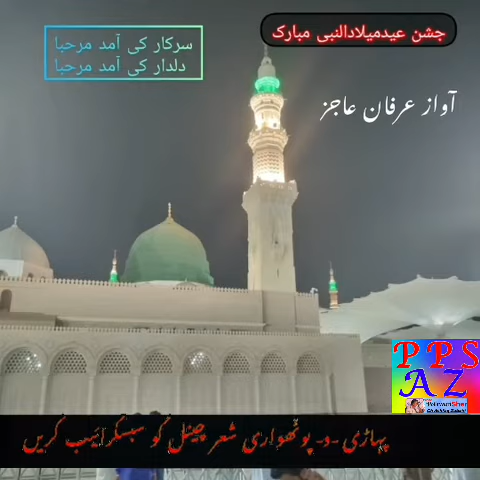 جشن عیدمیلادالنبی مبارک
سرکار کی آمد مرحبا
دلدار کی آمد مرحبا
آواز عرفان عاجز
PPS
AZ
پہاڑی -و- پوٹھواری شعر چینل کو سبسکرائیب کریں